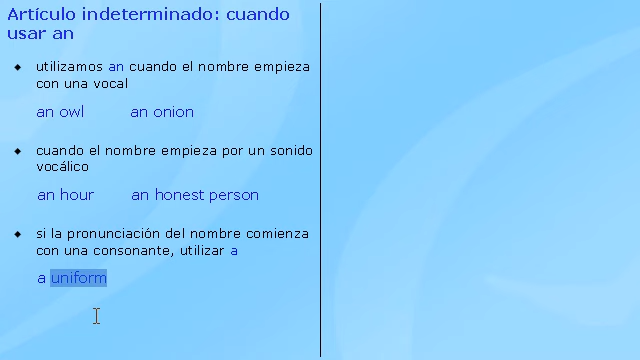 Artículo indeterminado: cuando
usar an
utilizamos an cuando el nombre empieza
con una vocal
an owl an onion
cuando el nombre empieza por un sonido
vocálico
an hour an honest person
si la pronunciación del nombre comienza
con una consonante, utilizar a
a uniform